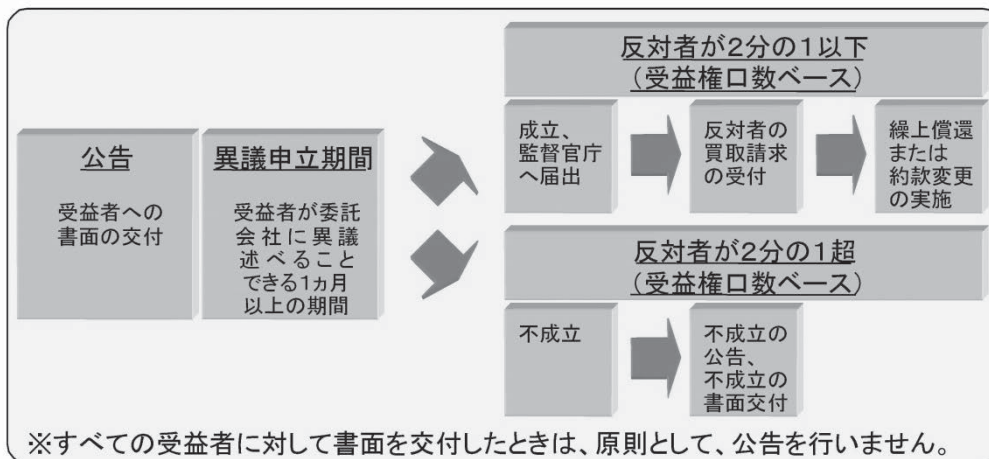 公告
受益者への
書面の交付
異議申立期間
受益者が委託
会社に異議
述べること
できる1ヵ月
以上の期間
反対者が2分の1以下
(受益権口数ベース)
成立、
監督官庁
へ届出
反対者の
買取請求
の受付
繰上償還
または
約款変更
の実施
反対者が2分の1超
(受益権口数ベース)
不成立
不成立の
公告、
不成立の
書面交付
※すべての受益者に対して書面を交付したときは、原則として、公告を行いません。